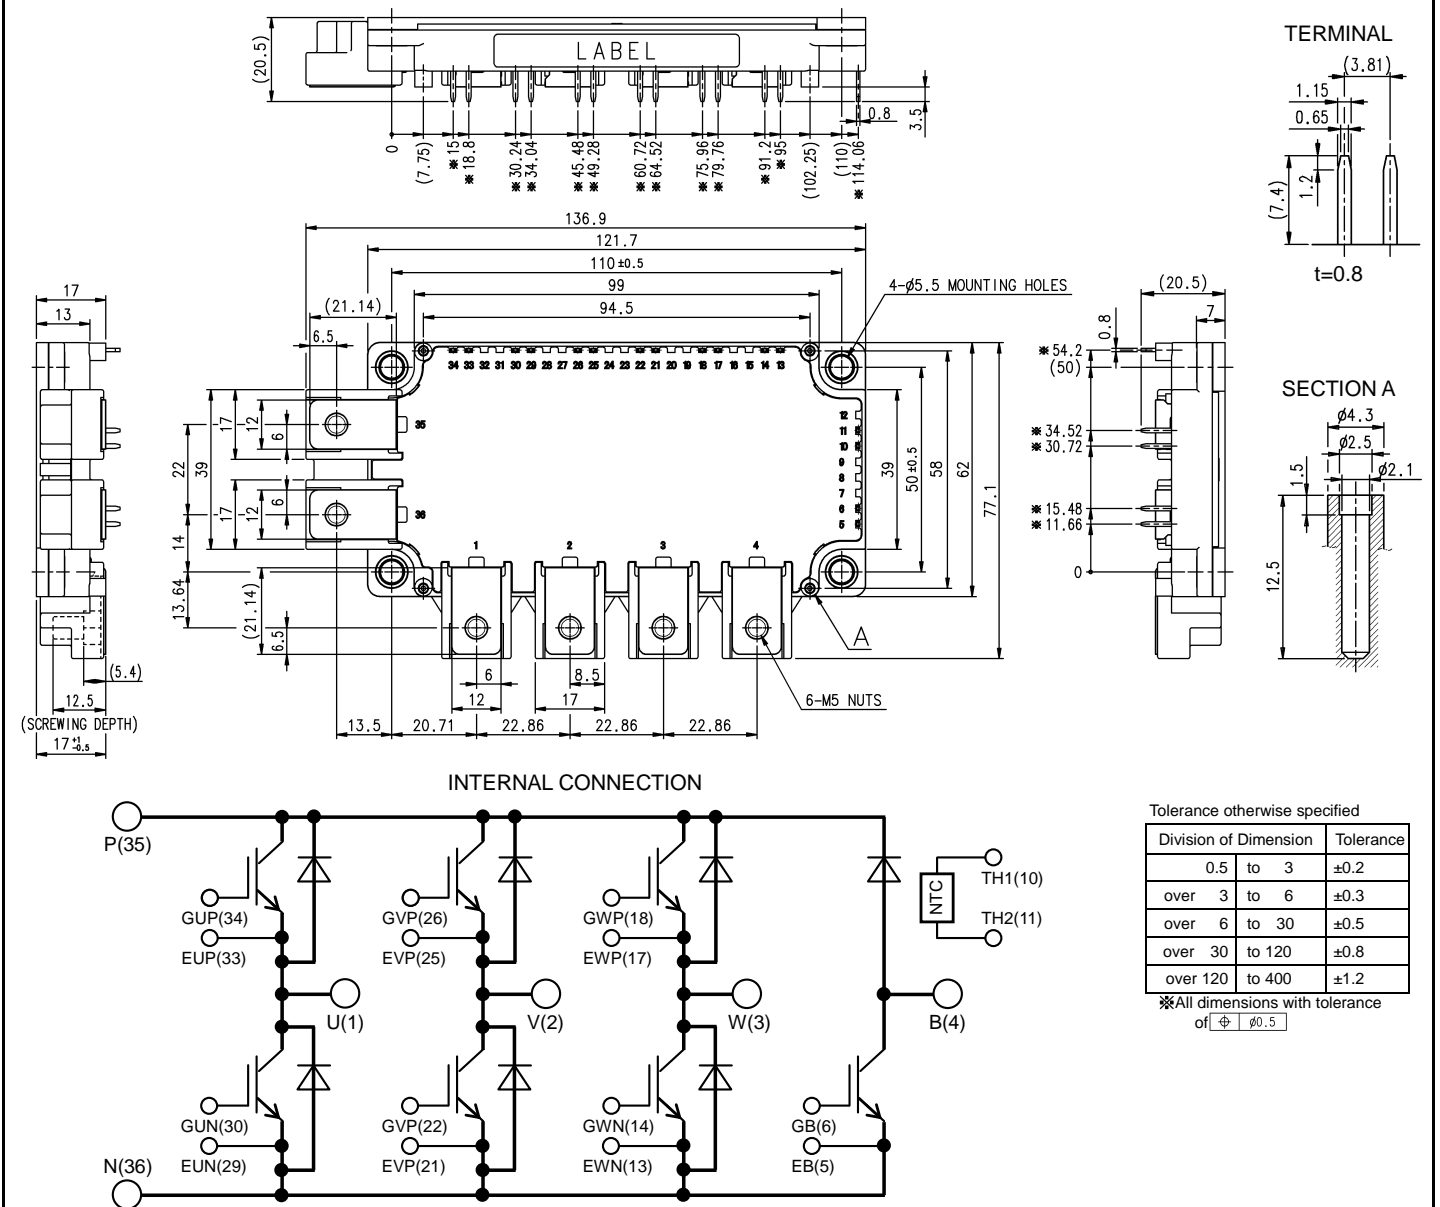 LABEL
(20.5)
3.5
0.8
0
(7.75)
※15
※18.8
※30.24
※34.04
※45.48
※49.28
※60.72
※64.52
※75.96
※79.76
※91.2
※95
(102.25)
(110)
※114.06
TERMINAL
(3.81)
1.15
0.65
1.2
(7.4)
t=0.8
136.9
121.7
110 ±0.5
99
94.5
(21.14)
6.5
4-ø5.5 MOUNTING HOLES
34 33 32 31 30 29 28 27 26 25 24 23 22 21 20 19 18 17 16 15 14 13
12
11
10
9
8
7
6
5
35
36
1 2 3 4
17
12
6
17
12
6
39
22
14
13.64
(21.14)
6.5
39
50±0.5
58
62
77.1
A
6
12
8.5
17
6-M5 NUTS
13.5 20.71 22.86 22.86 22.86
17
13
(5.4)
12.5
(SCREWING DEPTH)
17 +1 -0.5
(20.5)
7
0.8
※54.2
(50)
※34.52
※30.72
※15.48
※11.66
0
SECTION A
ø4.3
ø2.5
ø2.1
1.5
12.5
INTERNAL CONNECTION
P(35)
GUP(34)
EUP(33)
U(1)
GUN(30)
EUN(29)
N(36)
GVP(26)
EVP(25)
V(2)
GVP(22)
EVP(21)
GWP(18)
EWP(17)
W(3)
GWN(14)
EWN(13)
B(4)
GB(6)
EB(5)
NTC
TH1(10)
TH2(11)
Tolerance otherwise specified
Division of Dimension Tolerance
0.5 to 3 ±0.2
over 3 to 6 ±0.3
over 6 to 30 ±0.5
over 30 to 120 ±0.8
over 120 to 400 ±1.2
※All dimensions with tolerance
of ⌖ ø0.5